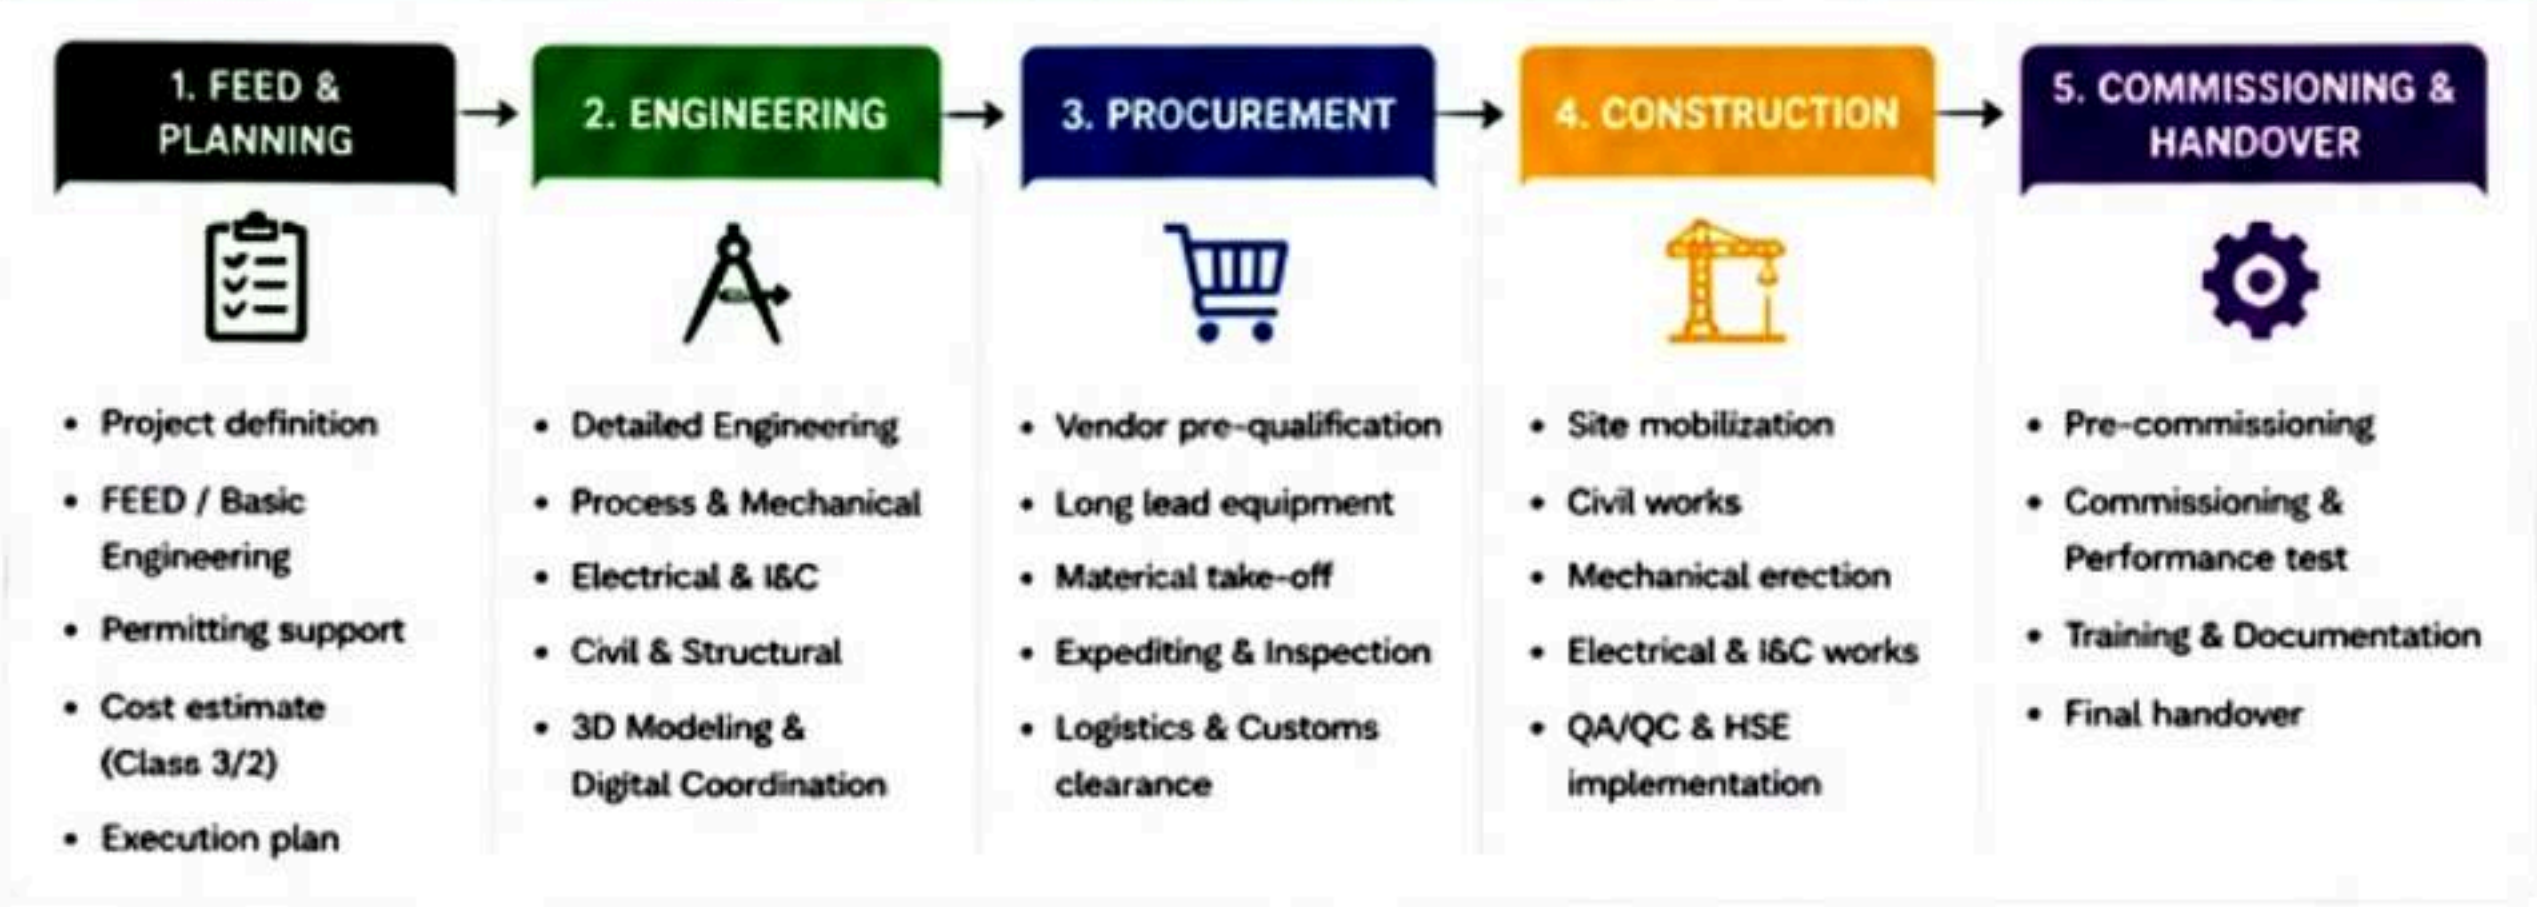 1. FEED &
PLANNING
2. ENGINEERING
3. PROCUREMENT
4. CONSTRUCTION
5. COMMISSIONING &
HANDOVER
• Project definition
• FEED / Basic
Engineering
• Permitting support
• Cost estimate
(Class 3/2)
• Execution plan
• Detailed Engineering
• Process & Mechanical
• Electrical & I&C
• Civil & Structural
• 3D Modeling &
Digital Coordination
• Vendor pre-qualification
• Long lead equipment
• Materical take-off
• Expediting & Inspection
• Logistics & Customs
clearance
• Site mobilization
• Civil works
• Mechanical erection
• Electrical & I&C works
• QA/QC & HSE
implementation
• Pre-commissioning
• Commissioning &
Performance test
• Training & Documentation
• Final handover